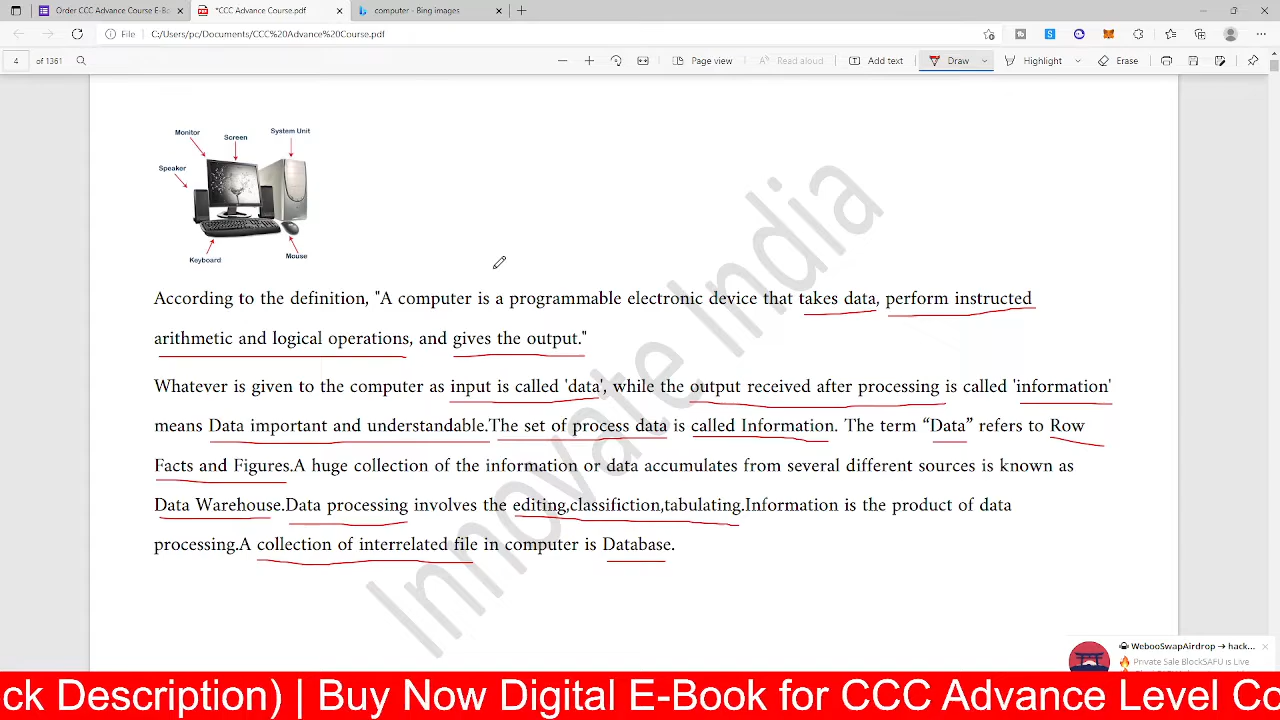 Order CCC Advance Course E-B
*CCC Advance Course.pdf
computer - Bing images
File
C:/Users/pc/Documents/CCC%20Advance%20Course.pdf
4 of 1361
Page view
Read aloud
Add text
Draw
Highlight
Erase
Monitor
Screen
System Unit
Speaker
Keyboard
Mouse
According to the definition, "A computer is a programmable electronic device that takes data, perform instructed
arithmetic and logical operations, and gives the output."
Whatever is given to the computer as input is called 'data', while the output received after processing is called 'information'
means Data important and understandable.The set of process data is called Information. The term “Data” refers to Row
Facts and Figures.A huge collection of the information or data accumulates from several different sources is known as
Data Warehouse.Data processing involves the editing,classifiction,tabulating.Information is the product of data
processing.A collection of interrelated file in computer is Database.
Innovate India
WebooSwapAirdrop → hack...
Private Sale BlockSAFU is Live
ck Description) | Buy Now Digital E-Book for CCC Advance Level Co